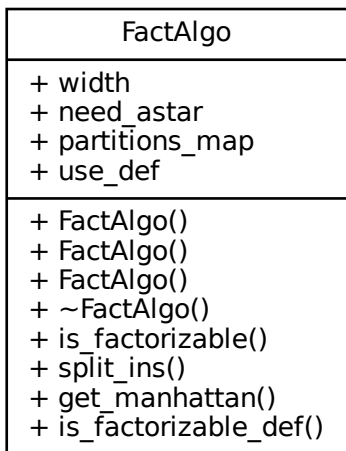 FactAlgo
+ width
+ need_astar
+ partitions_map
+ use_def
+ FactAlgo()
+ FactAlgo()
+ FactAlgo()
+ ~FactAlgo()
+ is_factorizable()
+ split_ins()
+ get_manhattan()
+ is_factorizable_def()